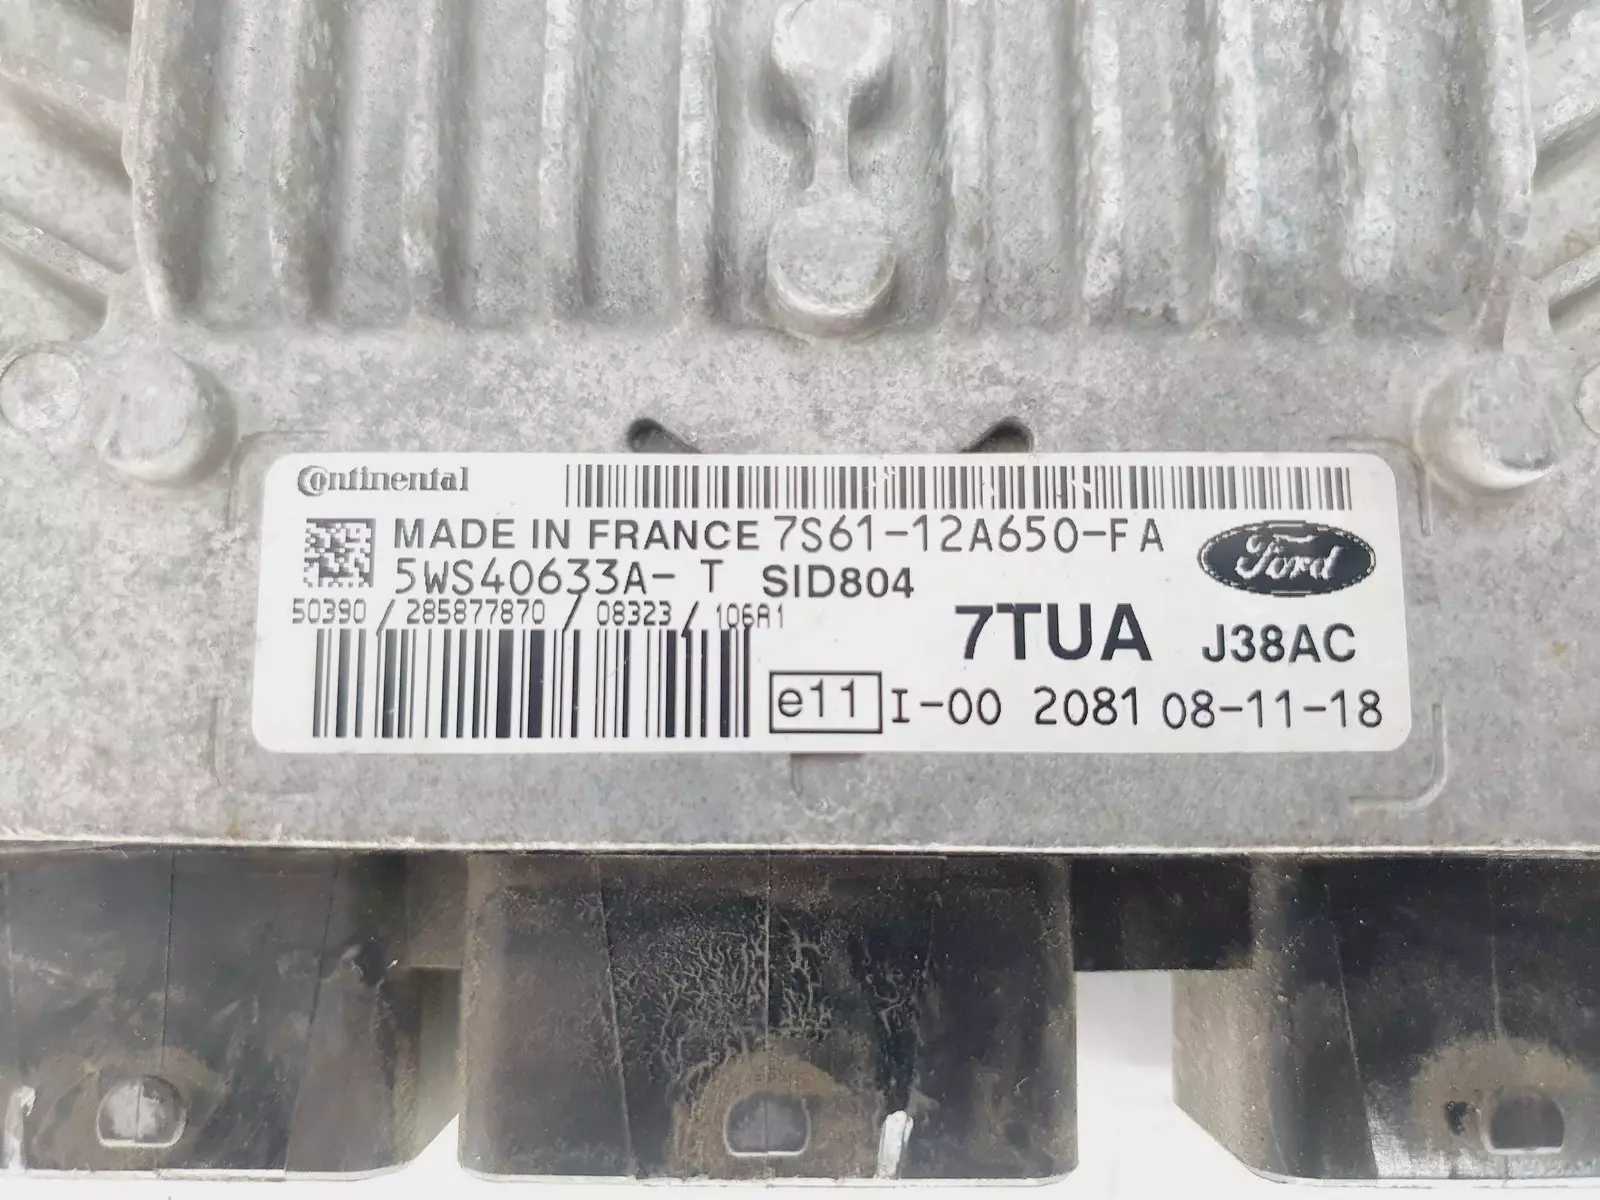 Continental
MADE IN FRANCE 7S61-12A650-FA
Ford
5WS40633A- T SID804
50390 / 285877870 / 08323 / 106A1
7TUA J38AC
e11 I-00 2081 08-11-18